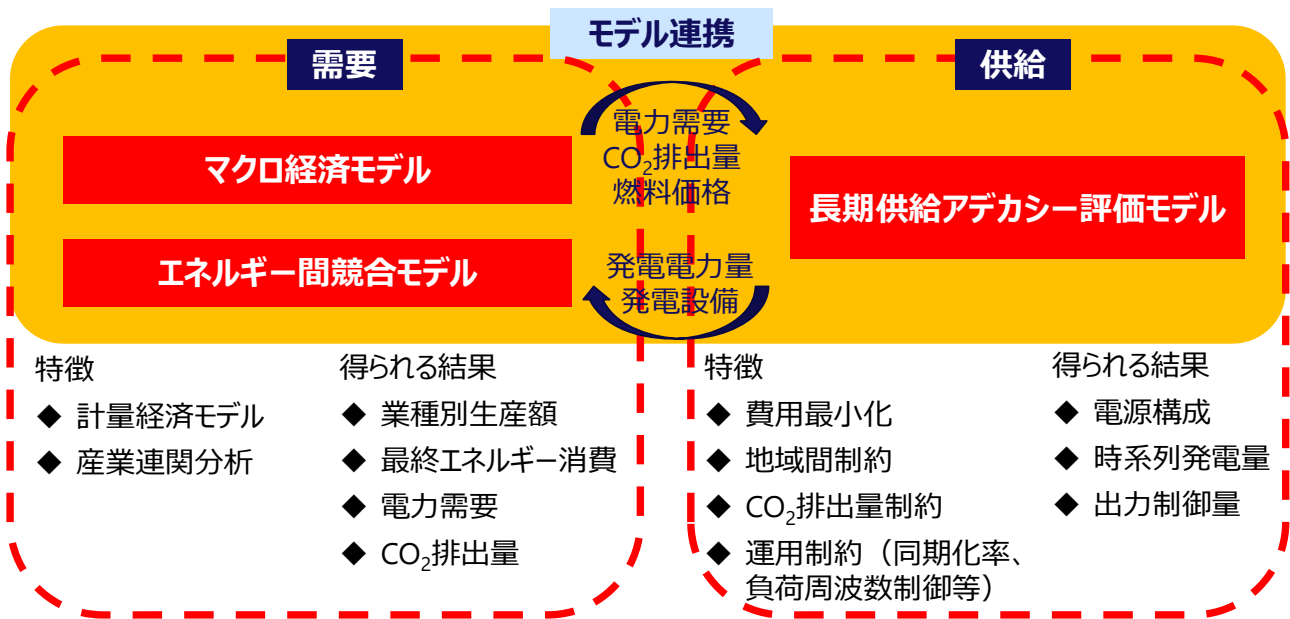 モデル連携
需要
マクロ経済モデル
エネルギー間競合モデル
電力需要
CO₂排出量
燃料価格
発電電力量
発電設備
供給
長期供給アデカシー評価モデル
特徴
◆ 計量経済モデル
◆ 産業連関分析
得られる結果
◆ 業種別生産額
◆ 最終エネルギー消費
◆ 電力需要
◆ CO₂排出量
特徴
◆ 費用最小化
◆ 地域間制約
◆ CO₂排出量制約
◆ 運用制約（同期化率、
負荷周波数制御等）
得られる結果
◆ 電源構成
◆ 時系列発電量
◆ 出力制御量